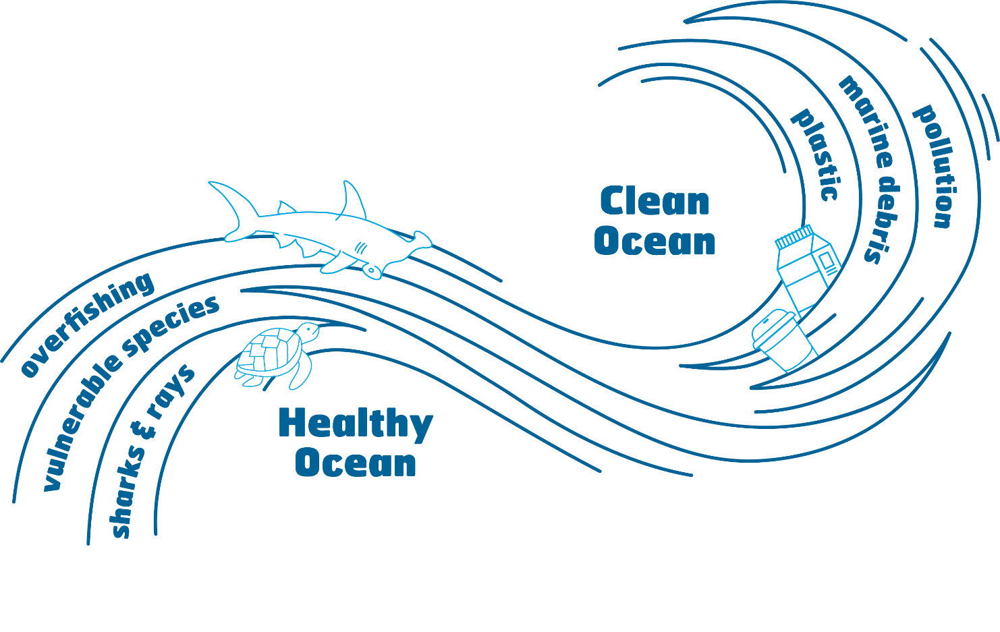 overfishing
vulnerable species
sharks & rays
Healthy
Ocean
Clean
Ocean
plastic
marine debris
pollution